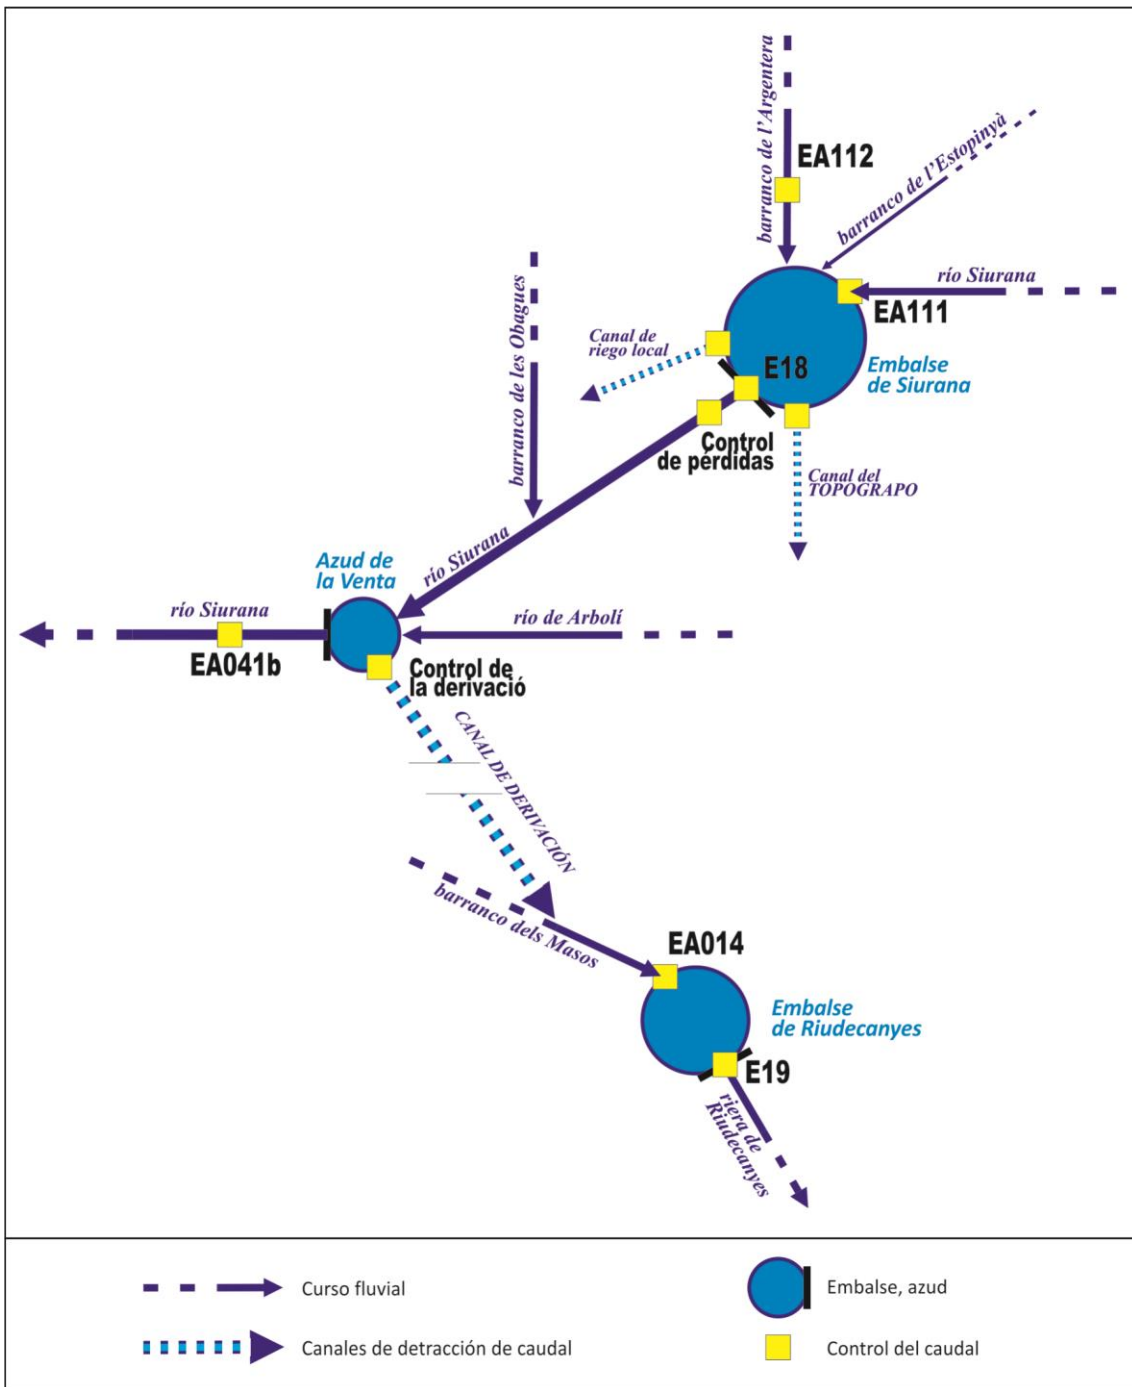 barranco de l'Argentera
EA112
barranco de l'Estopinyà
río Siurana
EA111
Embalse
de Siurana
Canal de
riego local
E18
Control
de pérdidas
Canal del
TOPOGRAPO
barranco de les Obagues
río Siurana
Azud de
la Venta
río Siurana
EA041b
río de Arbolí
Control de
la derivació
CANAL DE DERIVACIÓN
barranco dels Masos
EA014
Embalse
de Riudecanyes
E19
riera de
Riudecanyes
Curso fluvial
Embalse, azud
Canales de detracción de caudal
Control del caudal